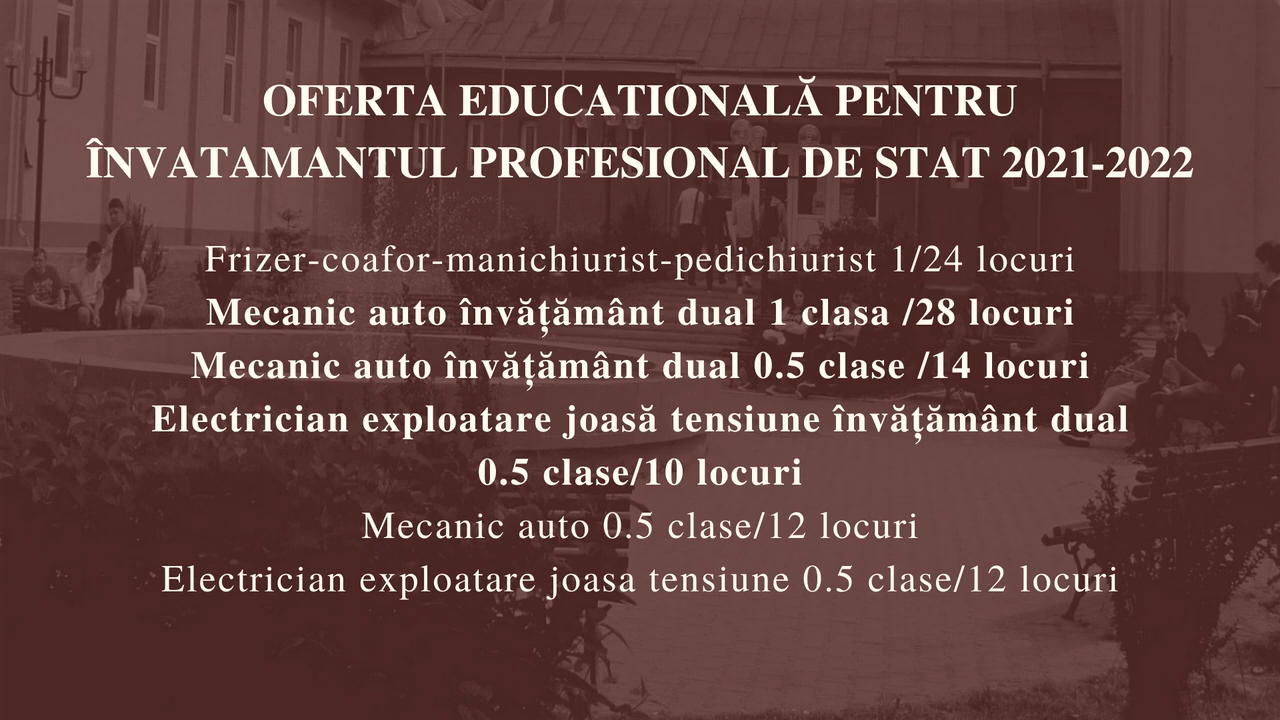 OFERTA EDUCATIONALĂ PENTRU
ÎNVATAMANTUL PROFESIONAL DE STAT 2021-2022
Frizer-coafor-manichiurist-pedichiurist 1/24 locuri
Mecanic auto învățământ dual 1 clasa /28 locuri
Mecanic auto învățământ dual 0.5 clase /14 locuri
Electrician exploatare joasă tensiune învățământ dual
0.5 clase/10 locuri
Mecanic auto 0.5 clase/12 locuri
Electrician exploatare joasa tensiune 0.5 clase/12 locuri